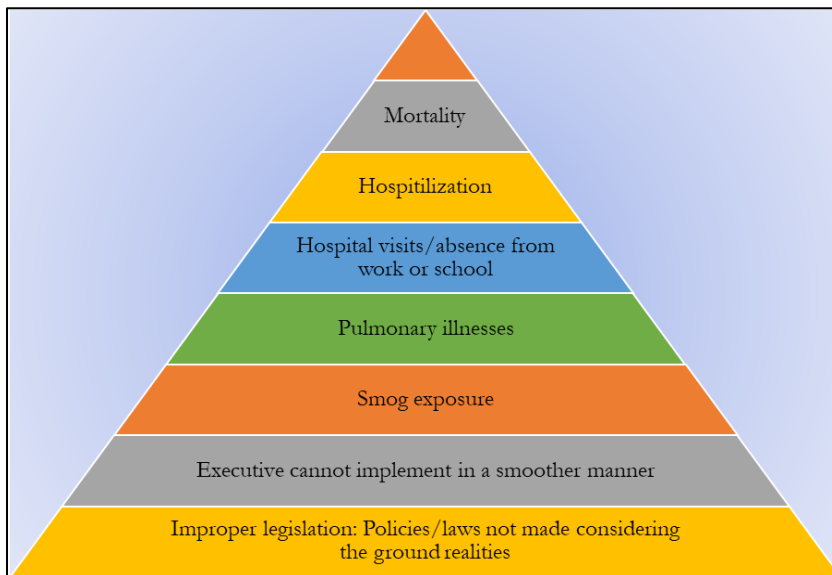 Mortality
Hospitilization
Hospital visits/absence from
work or school
Pulmonary illnesses
Smog exposure
Executive cannot implement in a smoother manner
Improper legislation: Policies/laws not made considering
the ground realities